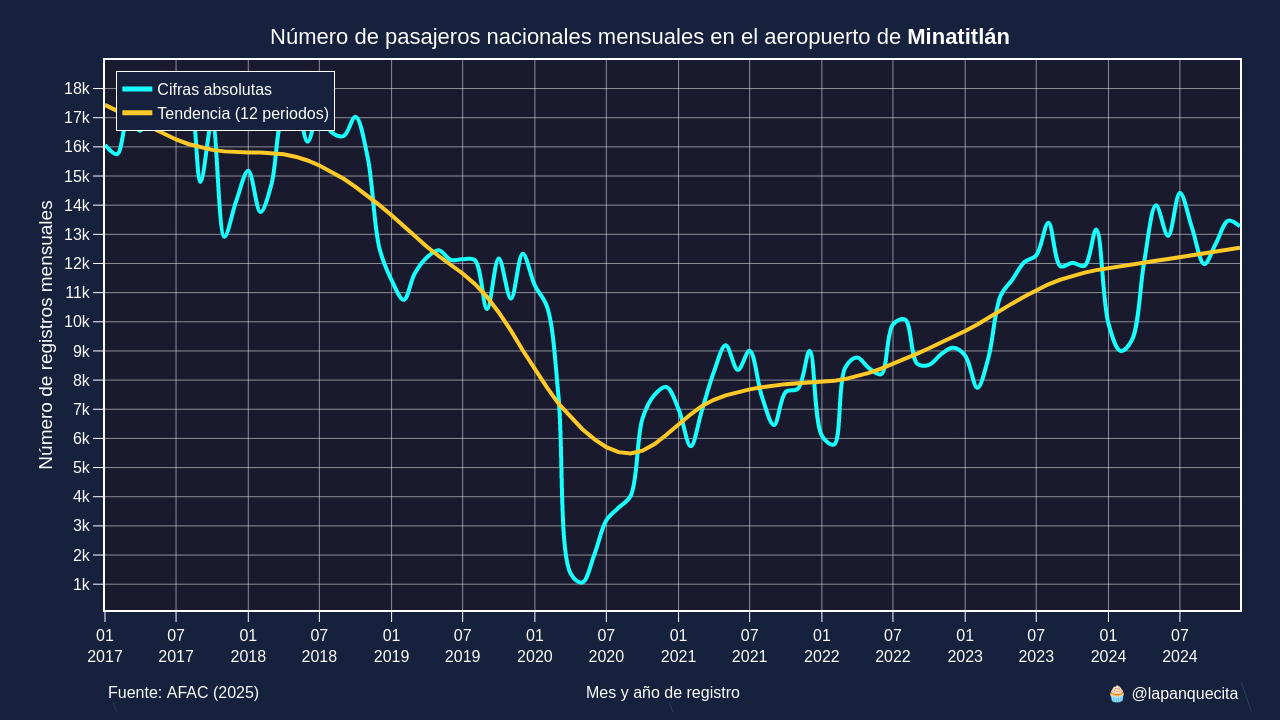 Número de pasajeros nacionales mensuales en el aeropuerto de Minatitlán
Cifras absolutas
Tendencia (12 periodos)
Número de registros mensuales
18k
17k
16k
15k
14k
13k
12k
11k
10k
9k
8k
7k
6k
5k
4k
3k
2k
1k
01 07 01 07 01 07 01 07 01 07 01 07 01 07 01 07
2017 2017 2018 2018 2019 2019 2020 2020 2021 2021 2022 2022 2023 2023 2024 2024
Fuente: AFAC (2025) Mes y año de registro 🧁 @lapanquecita